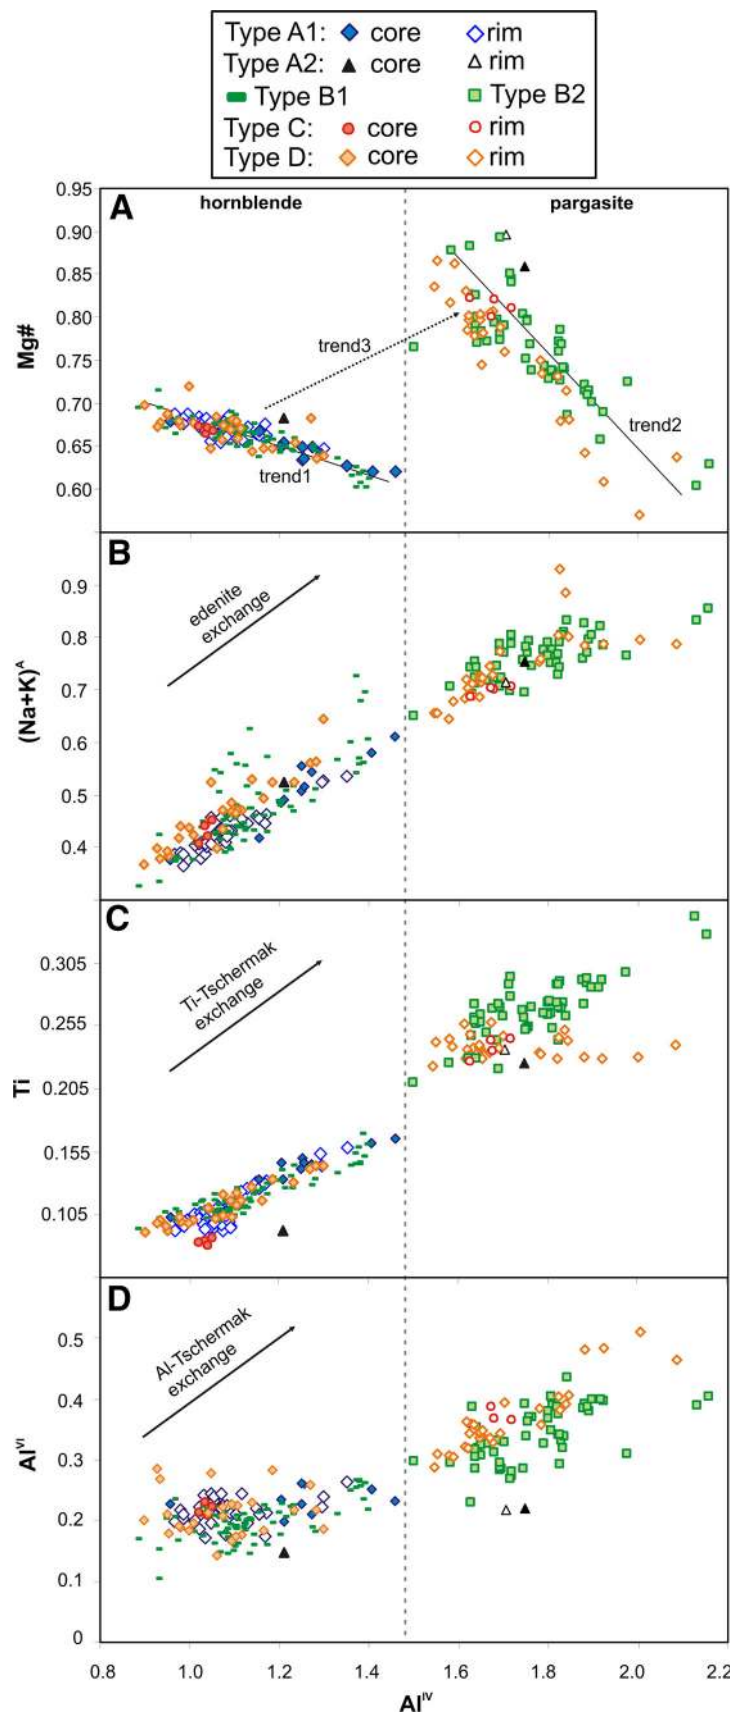 Type A1: core rim
Type A2: core rim
Type B1 Type B2
Type C: core rim
Type D: core rim
A hornblende pargasite
0.95
0.90
0.85
0.80
0.75
0.70
0.65
0.60
Mg#
trend3
trend1
trend2
B
edenite
exchange
0.9
0.8
0.7
0.6
0.5
0.4
(Na+K)ᴬ
C
Ti-Tschermak
exchange
0.305
0.255
0.205
0.155
0.105
Ti
D
Al-Tschermak
exchange
0.5
0.4
0.3
0.2
0.1
0
Alⱽᴵ
0.8 1.0 1.2 1.4 1.6 1.8 2.0 2.2
Alᴵⱽ